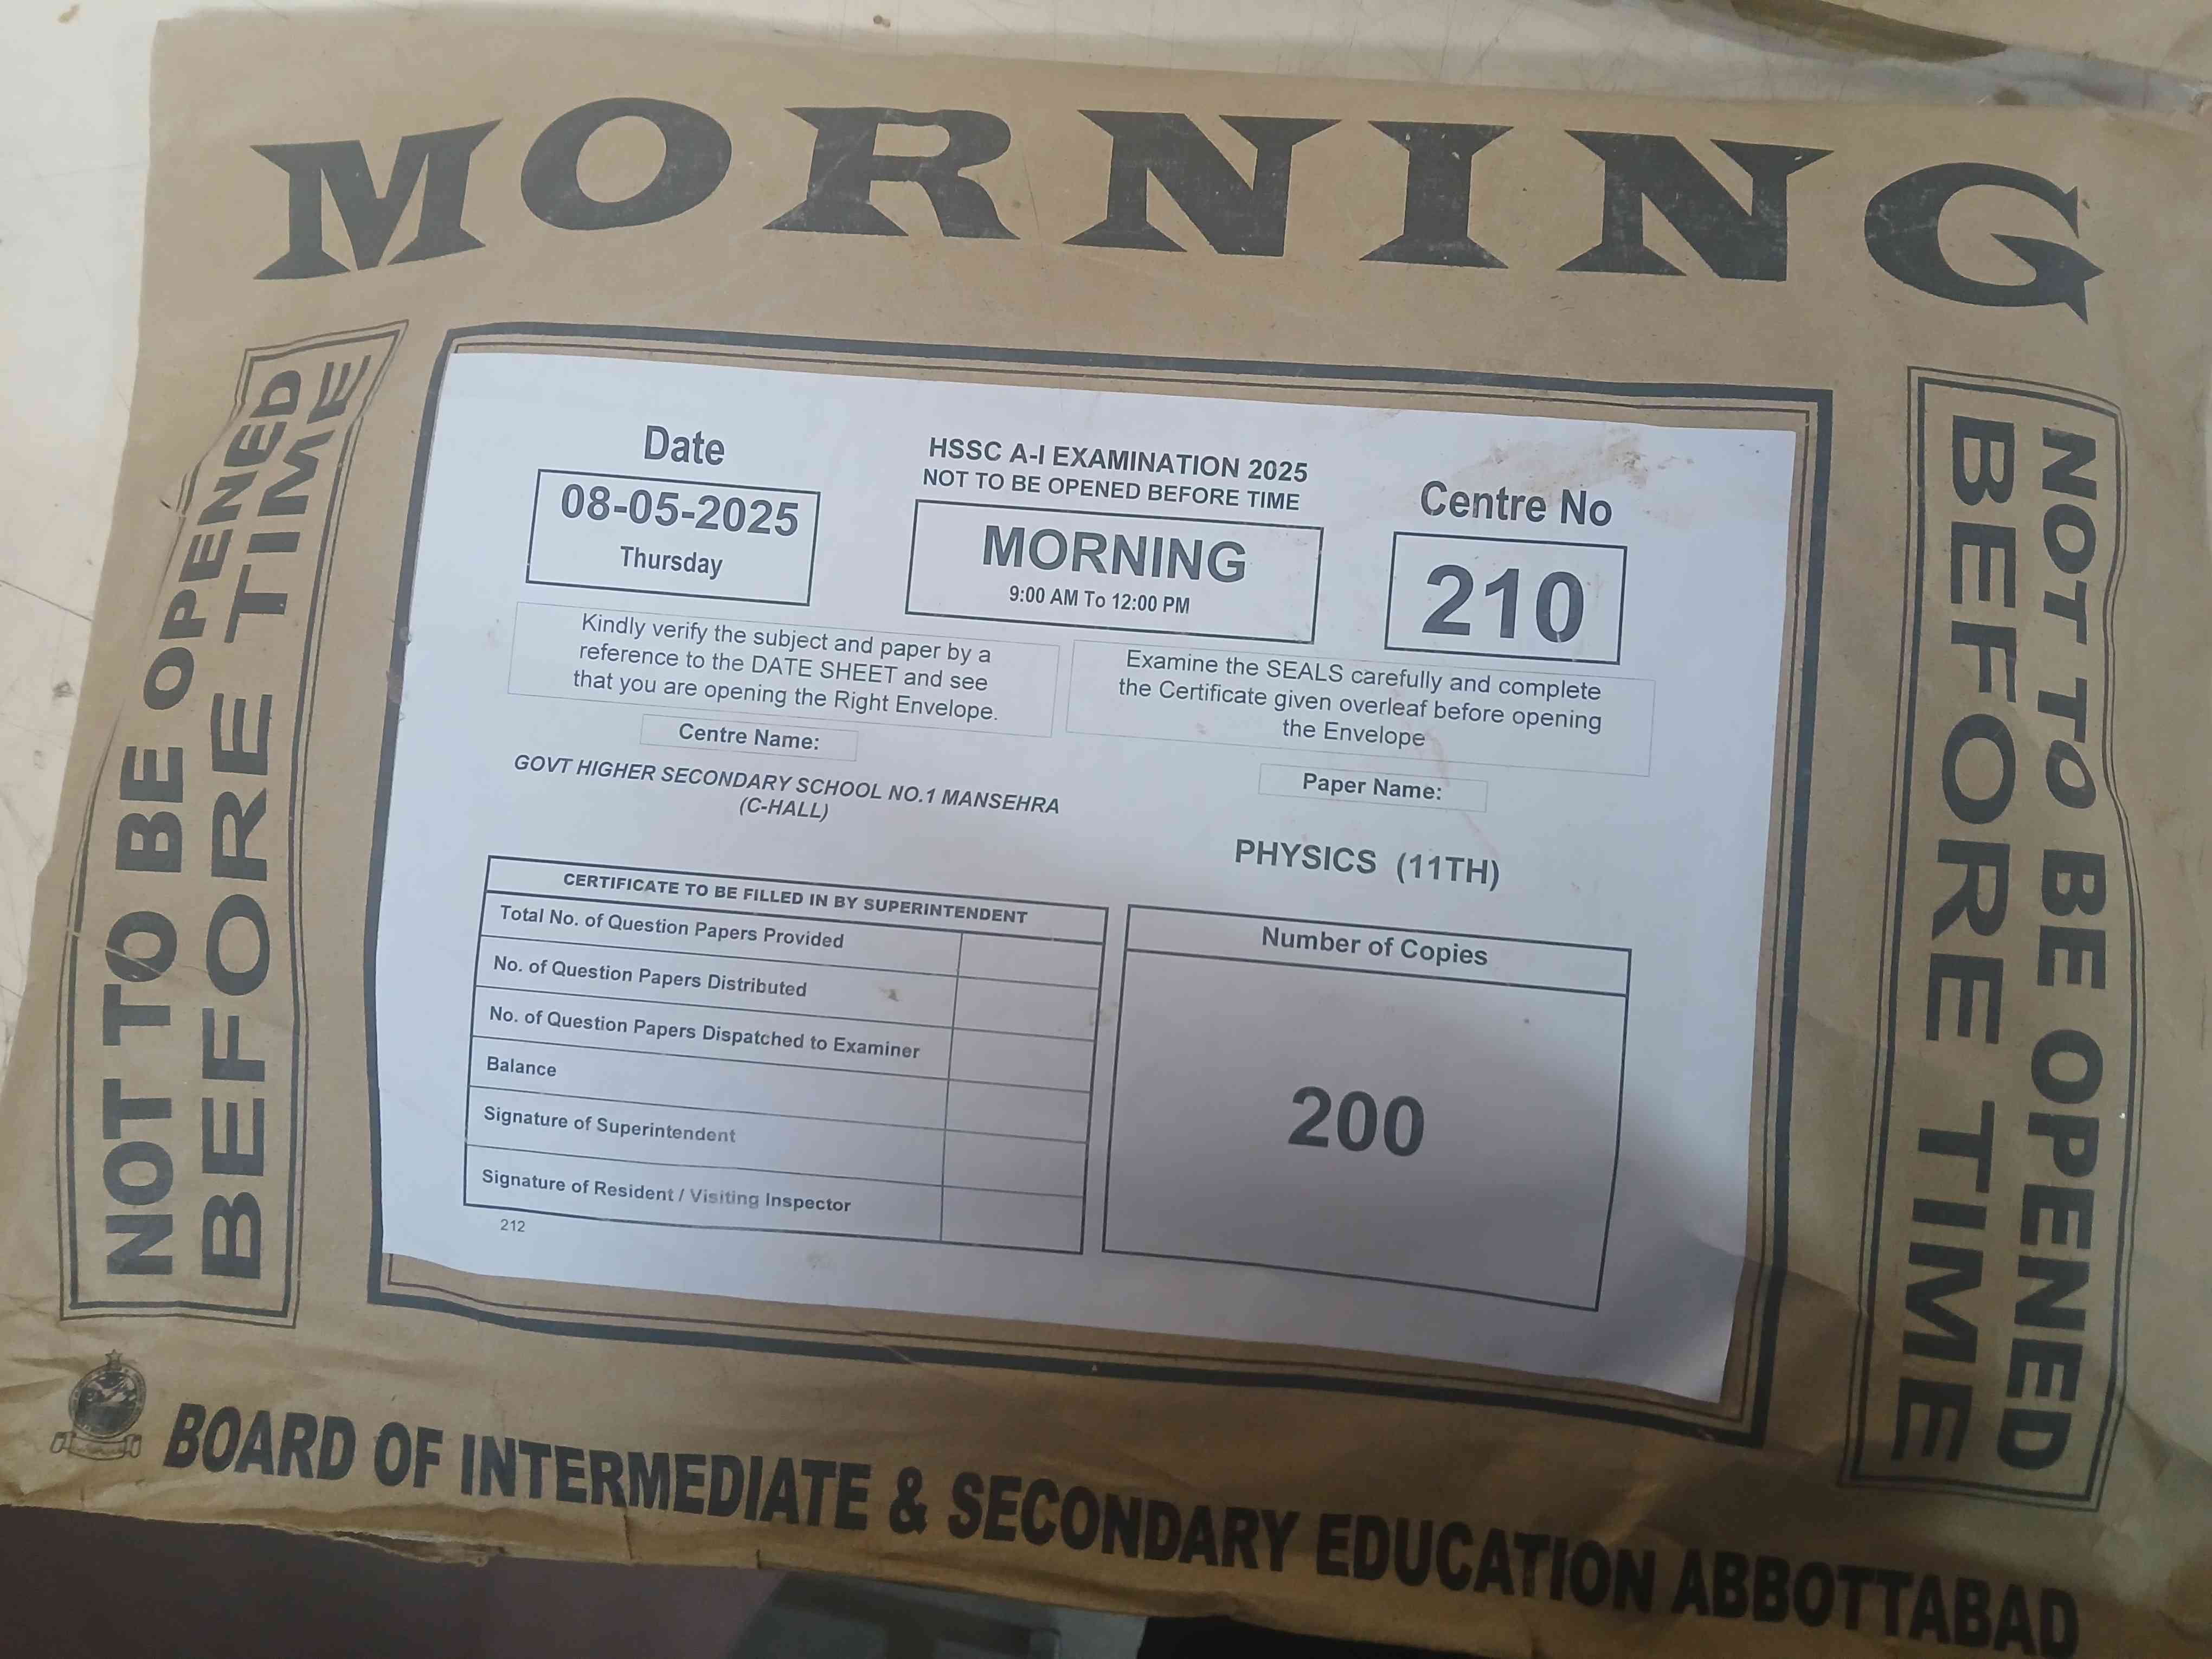 MORNING
NOT TO BE OPENED
BEFORE TIME
Date
08-05-2025
Thursday
HSSC A-I EXAMINATION 2025
NOT TO BE OPENED BEFORE TIME
MORNING
9:00 AM To 12:00 PM
Centre No
210
Kindly verify the subject and paper by a
reference to the DATE SHEET and see
that you are opening the Right Envelope.
Examine the SEALS carefully and complete
the Certificate given overleaf before opening
the Envelope
Centre Name:
GOVT HIGHER SECONDARY SCHOOL NO.1 MANSEHRA
(C-HALL)
Paper Name:
PHYSICS (11TH)
CERTIFICATE TO BE FILLED IN BY SUPERINTENDENT
Total No. of Question Papers Provided
No. of Question Papers Distributed
No. of Question Papers Dispatched to Examiner
Balance
Signature of Superintendent
Signature of Resident / Visiting Inspector
212
Number of Copies
200
NOT TO BE OPENED
BEFORE TIME
BOARD OF INTERMEDIATE & SECONDARY EDUCATION ABBOTTABAD